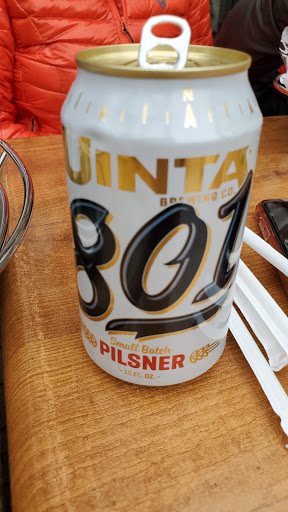 N
UINTA
BREWING CO.
801
Small Batch
PILSNER
- 12 FL. OZ. -